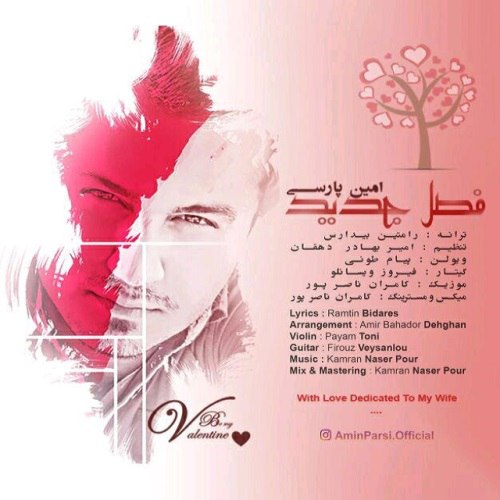 امین پارسی
فصل جدید
ترانه : رامتین بیدارس
تنظیم : امیر بهادر دهقان
ویولن : پیام طونی
گیتار : فیروز ویسانلو
موزیک : کامران ناصر پور
میکس و مسترینگ : کامران ناصر پور
Lyrics : Ramtin Bidares
Arrangement : Amir Bahador Dehghan
Violin : Payam Toni
Guitar : Firouz Veysanlou
Music : Kamran Naser Pour
Mix & Mastering : Kamran Naser Pour
With Love Dedicated To My Wife
----
AminParsi.Official
Be my
Valentine